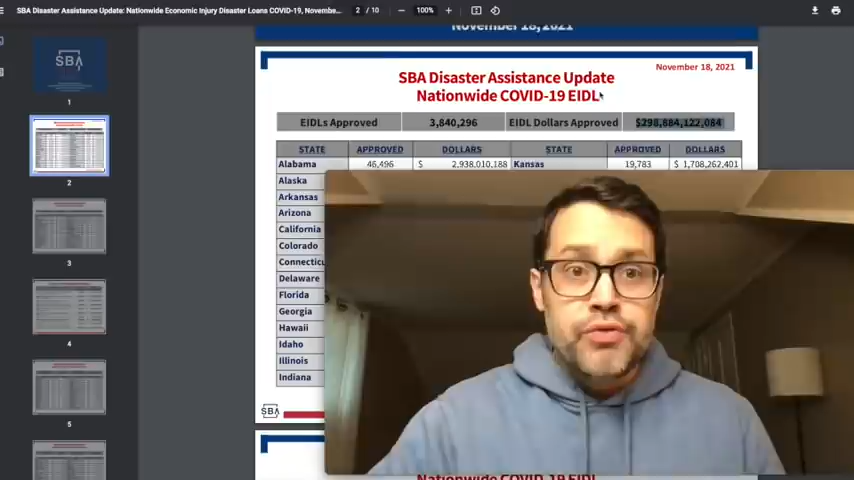 SBA Disaster Assistance Update: Nationwide Economic Injury Disaster Loans COVID-19, Novembe...
2 / 10
100%
SBA
1
2
3
4
5
November 18, 2021
November 18, 2021
SBA Disaster Assistance Update
Nationwide COVID-19 EIDL
EIDLs Approved 3,840,296 EIDL Dollars Approved $298,884,122,084
STATE APPROVED DOLLARS STATE APPROVED DOLLARS
Alabama 46,496 $ 2,938,010,188 Kansas 19,783 $ 1,708,262,401
Alaska
Arkansas
Arizona
California
Colorado
Connecticu
Delaware
Florida
Georgia
Hawaii
Idaho
Illinois
Indiana
SBA
Nationwide COVID-19 EIDL